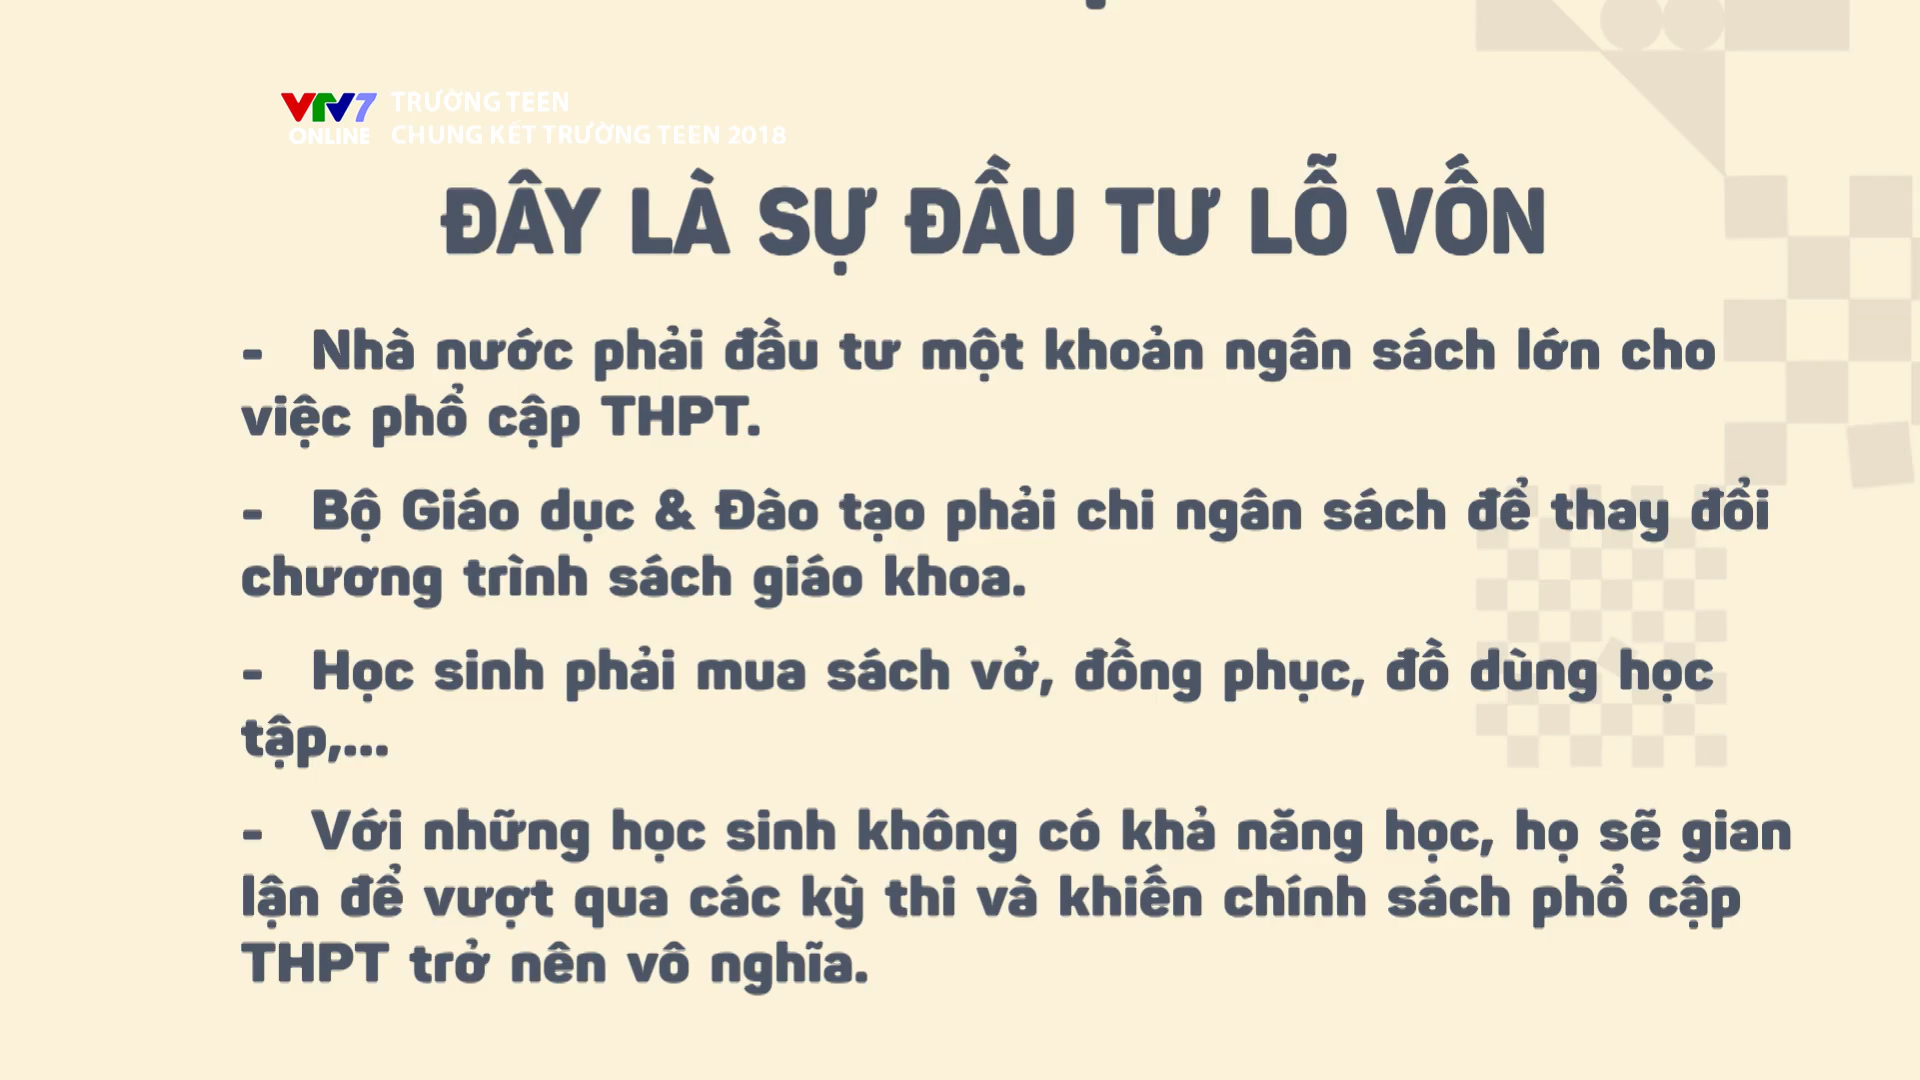 VTV7
ONLINE
TRƯỜNG TEEN
CHUNG KẾT TRƯỜNG TEEN 2018
ĐÂY LÀ SỰ ĐẦU TƯ LỖ VỐN
- Nhà nước phải đầu tư một khoản ngân sách lớn cho
việc phổ cập THPT.
- Bộ Giáo dục & Đào tạo phải chi ngân sách để thay đổi
chương trình sách giáo khoa.
- Học sinh phải mua sách vở, đồng phục, đồ dùng học
tập,...
- Với những học sinh không có khả năng học, họ sẽ gian
lận để vượt qua các kỳ thi và khiến chính sách phổ cập
THPT trở nên vô nghĩa.